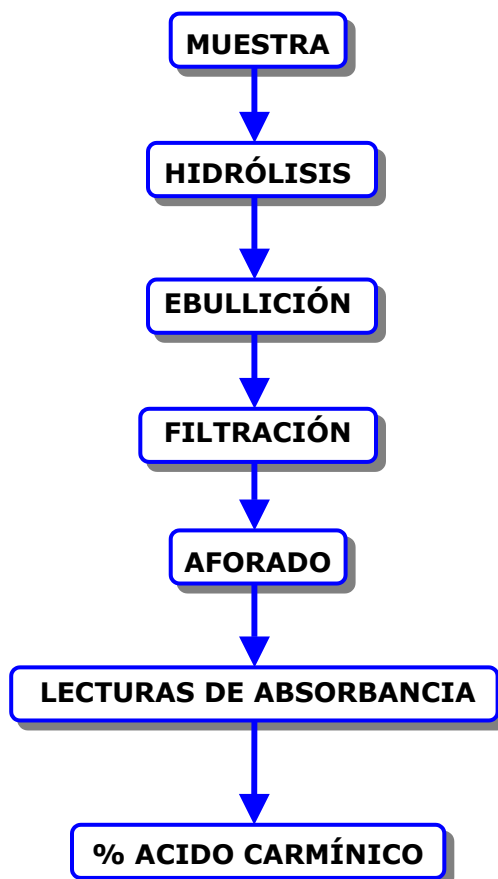 MUESTRA
HIDRÓLISIS
EBULLICIÓN
FILTRACIÓN
AFORADO
LECTURAS DE ABSORBANCIA
% ACIDO CARMÍNICO